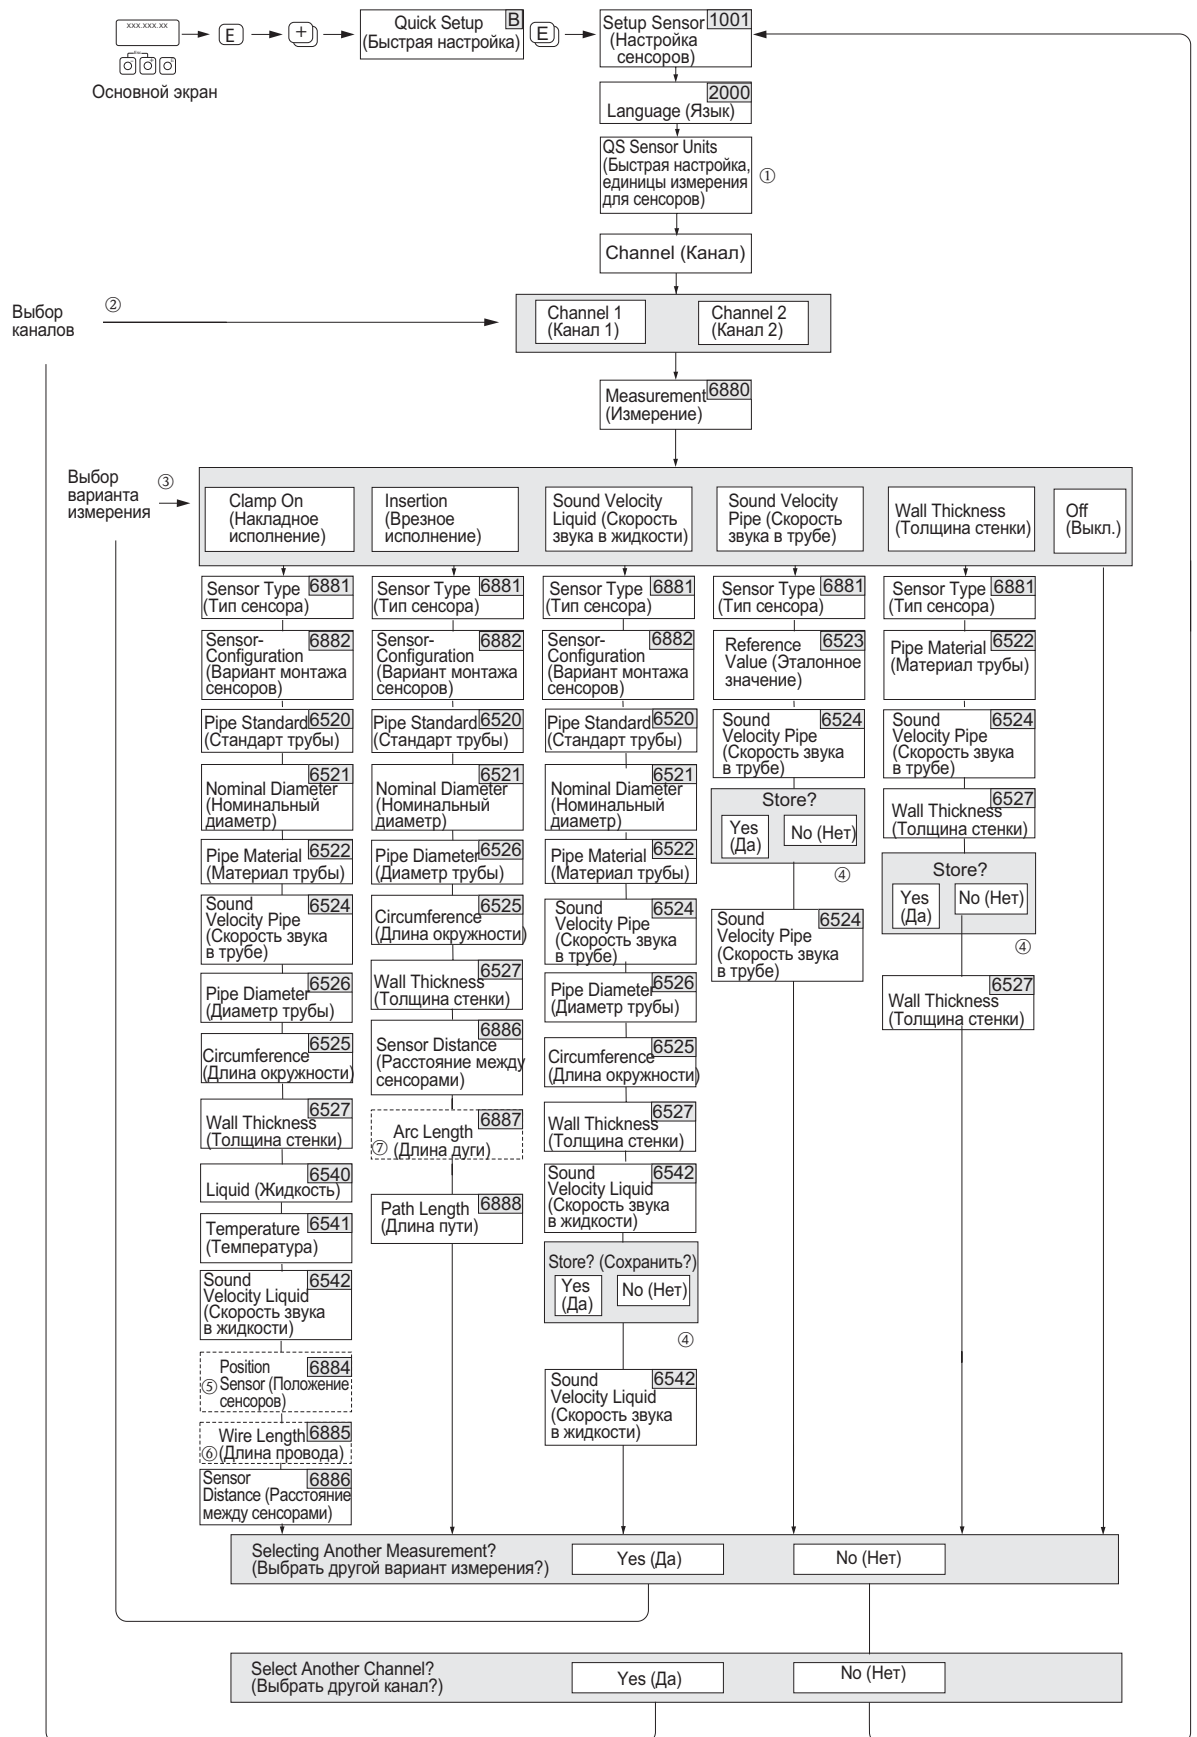 xxx.xxx.xx
Esc
E
+
Основной экран
Quick Setup
B
(Быстрая настройка)
E
Setup Sensor
1001
(Настройка
сенсоров)
2000
Language (Язык)
QS Sensor Units
(Быстрая настройка,
единицы измерения
для сенсоров)
①
Channel (Канал)
Выбор
каналов
②
Channel 1
(Канал 1)
Channel 2
(Канал 2)
Measurement
6880
(Измерение)
Выбор
варианта
измерения
③
Clamp On
(Накладное
исполнение)
Insertion
(Врезное
исполнение)
Sound Velocity
Liquid (Скорость
звука в жидкости)
Sound Velocity
Pipe (Скорость
звука в трубе)
Wall Thickness
(Толщина стенки)
Off
(Выкл.)
Sensor Type
6881
(Тип сенсора)
Sensor-
6882
Configuration
(Вариант монтажа
сенсоров)
Pipe Standard
6520
(Стандарт трубы)
6521
Nominal Diameter
(Номинальный
диаметр)
Pipe Material
6522
(Материал трубы)
Sound
6524
Velocity Pipe
(Скорость звука
в трубе)
6526
Pipe Diameter
(Диаметр трубы)
6525
Circumference
(Длина окружности)
6527
Wall Thickness
(Толщина стенки)
6540
Liquid (Жидкость)
6541
Temperature
(Температура)
Sound
6542
Velocity Liquid
(Скорость звука
в жидкости)
Position
6884
⑤ Sensor (Положение
сенсоров)
Wire Length
6885
⑥ (Длина провода)
Sensor
6886
Distance (Расстояние
между сенсорами)
Sensor Type
6881
(Тип сенсора)
Sensor-
6882
Configuration
(Вариант монтажа
сенсоров)
Pipe Standard
6520
(Стандарт трубы)
6521
Nominal Diameter
(Номинальный
диаметр)
Pipe Diameter
6526
(Диаметр трубы)
6525
Circumference
(Длина окружности)
6527
Wall Thickness
(Толщина стенки)
6886
Sensor Distance
(Расстояние между
сенсорами)
6887
Arc Length
⑦ (Длина дуги)
6888
Path Length
(Длина пути)
Sensor Type
6881
(Тип сенсора)
Sensor-
6882
Configuration
(Вариант монтажа
сенсоров)
Pipe Standard
6520
(Стандарт трубы)
6521
Nominal Diameter
(Номинальный
диаметр)
Pipe Material
6522
(Материал трубы)
Sound
6524
Velocity Pipe
(Скорость звука
в трубе)
6526
Pipe Diameter
(Диаметр трубы)
6525
Circumference
(Длина окружности)
6527
Wall Thickness
(Толщина стенки)
Sound
6542
Velocity Liquid
(Скорость звука
в жидкости)
Store? (Сохранить?)
Yes
(Да)
No (Нет)
④
Sound
6542
Velocity Liquid
(Скорость звука
в жидкости)
Sensor Type
6881
(Тип сенсора)
Reference
6523
Value (Эталонное
значение)
Sound
6524
Velocity Pipe
(Скорость звука
в трубе)
Store?
Yes
(Да)
No (Нет)
④
Sound
6524
Velocity Pipe
(Скорость звука
в трубе)
Sensor Type
6881
(Тип сенсора)
Pipe Material
6522
(Материал трубы)
Sound
6524
Velocity Pipe
(Скорость звука
в трубе)
6527
Wall Thickness
(Толщина стенки)
Store?
Yes
(Да)
No (Нет)
④
6527
Wall Thickness
(Толщина стенки)
Selecting Another Measurement?
(Выбрать другой вариант измерения?)
Yes (Да)
No (Нет)
Select Another Channel?
(Выбрать другой канал?)
Yes (Да)
No (Нет)